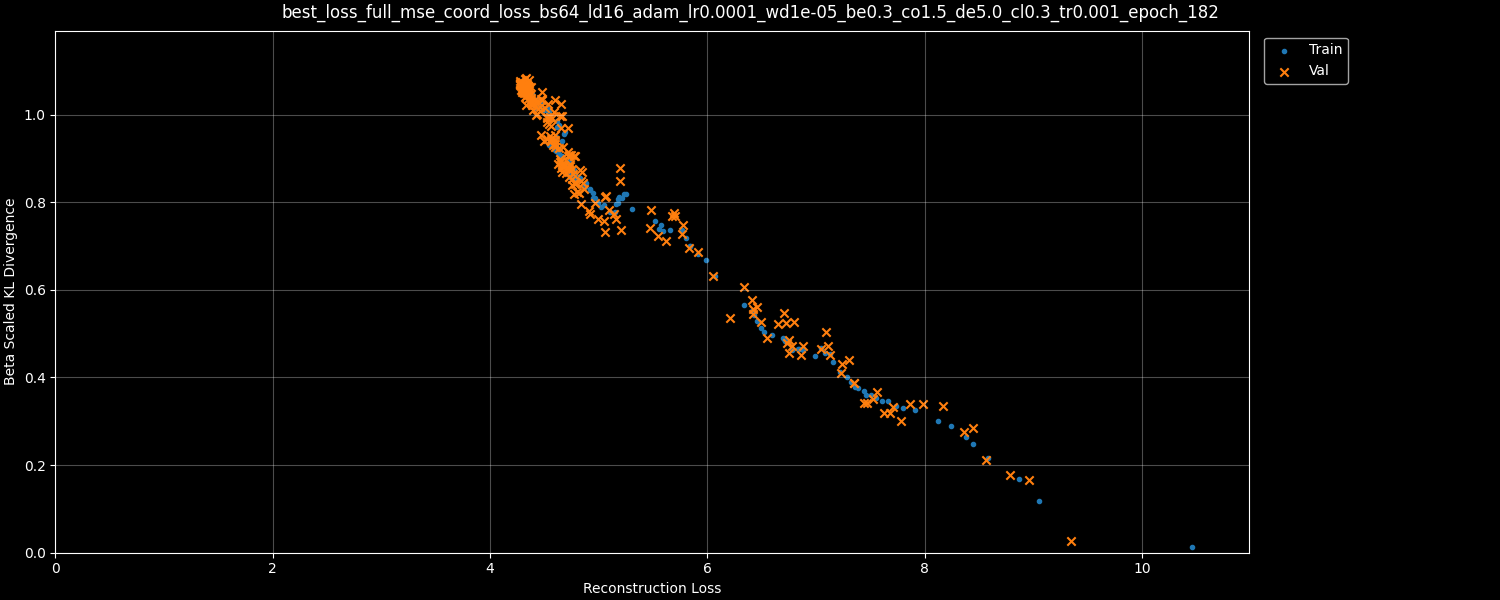 best_loss_full_mse_coord_loss_bs64_ld16_adam_lr0.0001_wd1e-05_be0.3_co1.5_de5.0_cl0.3_tr0.001_epoch_182
Train
Val
Beta Scaled KL Divergence
1.0
0.8
0.6
0.4
0.2
0.0
0
2
4
6
8
10
Reconstruction Loss